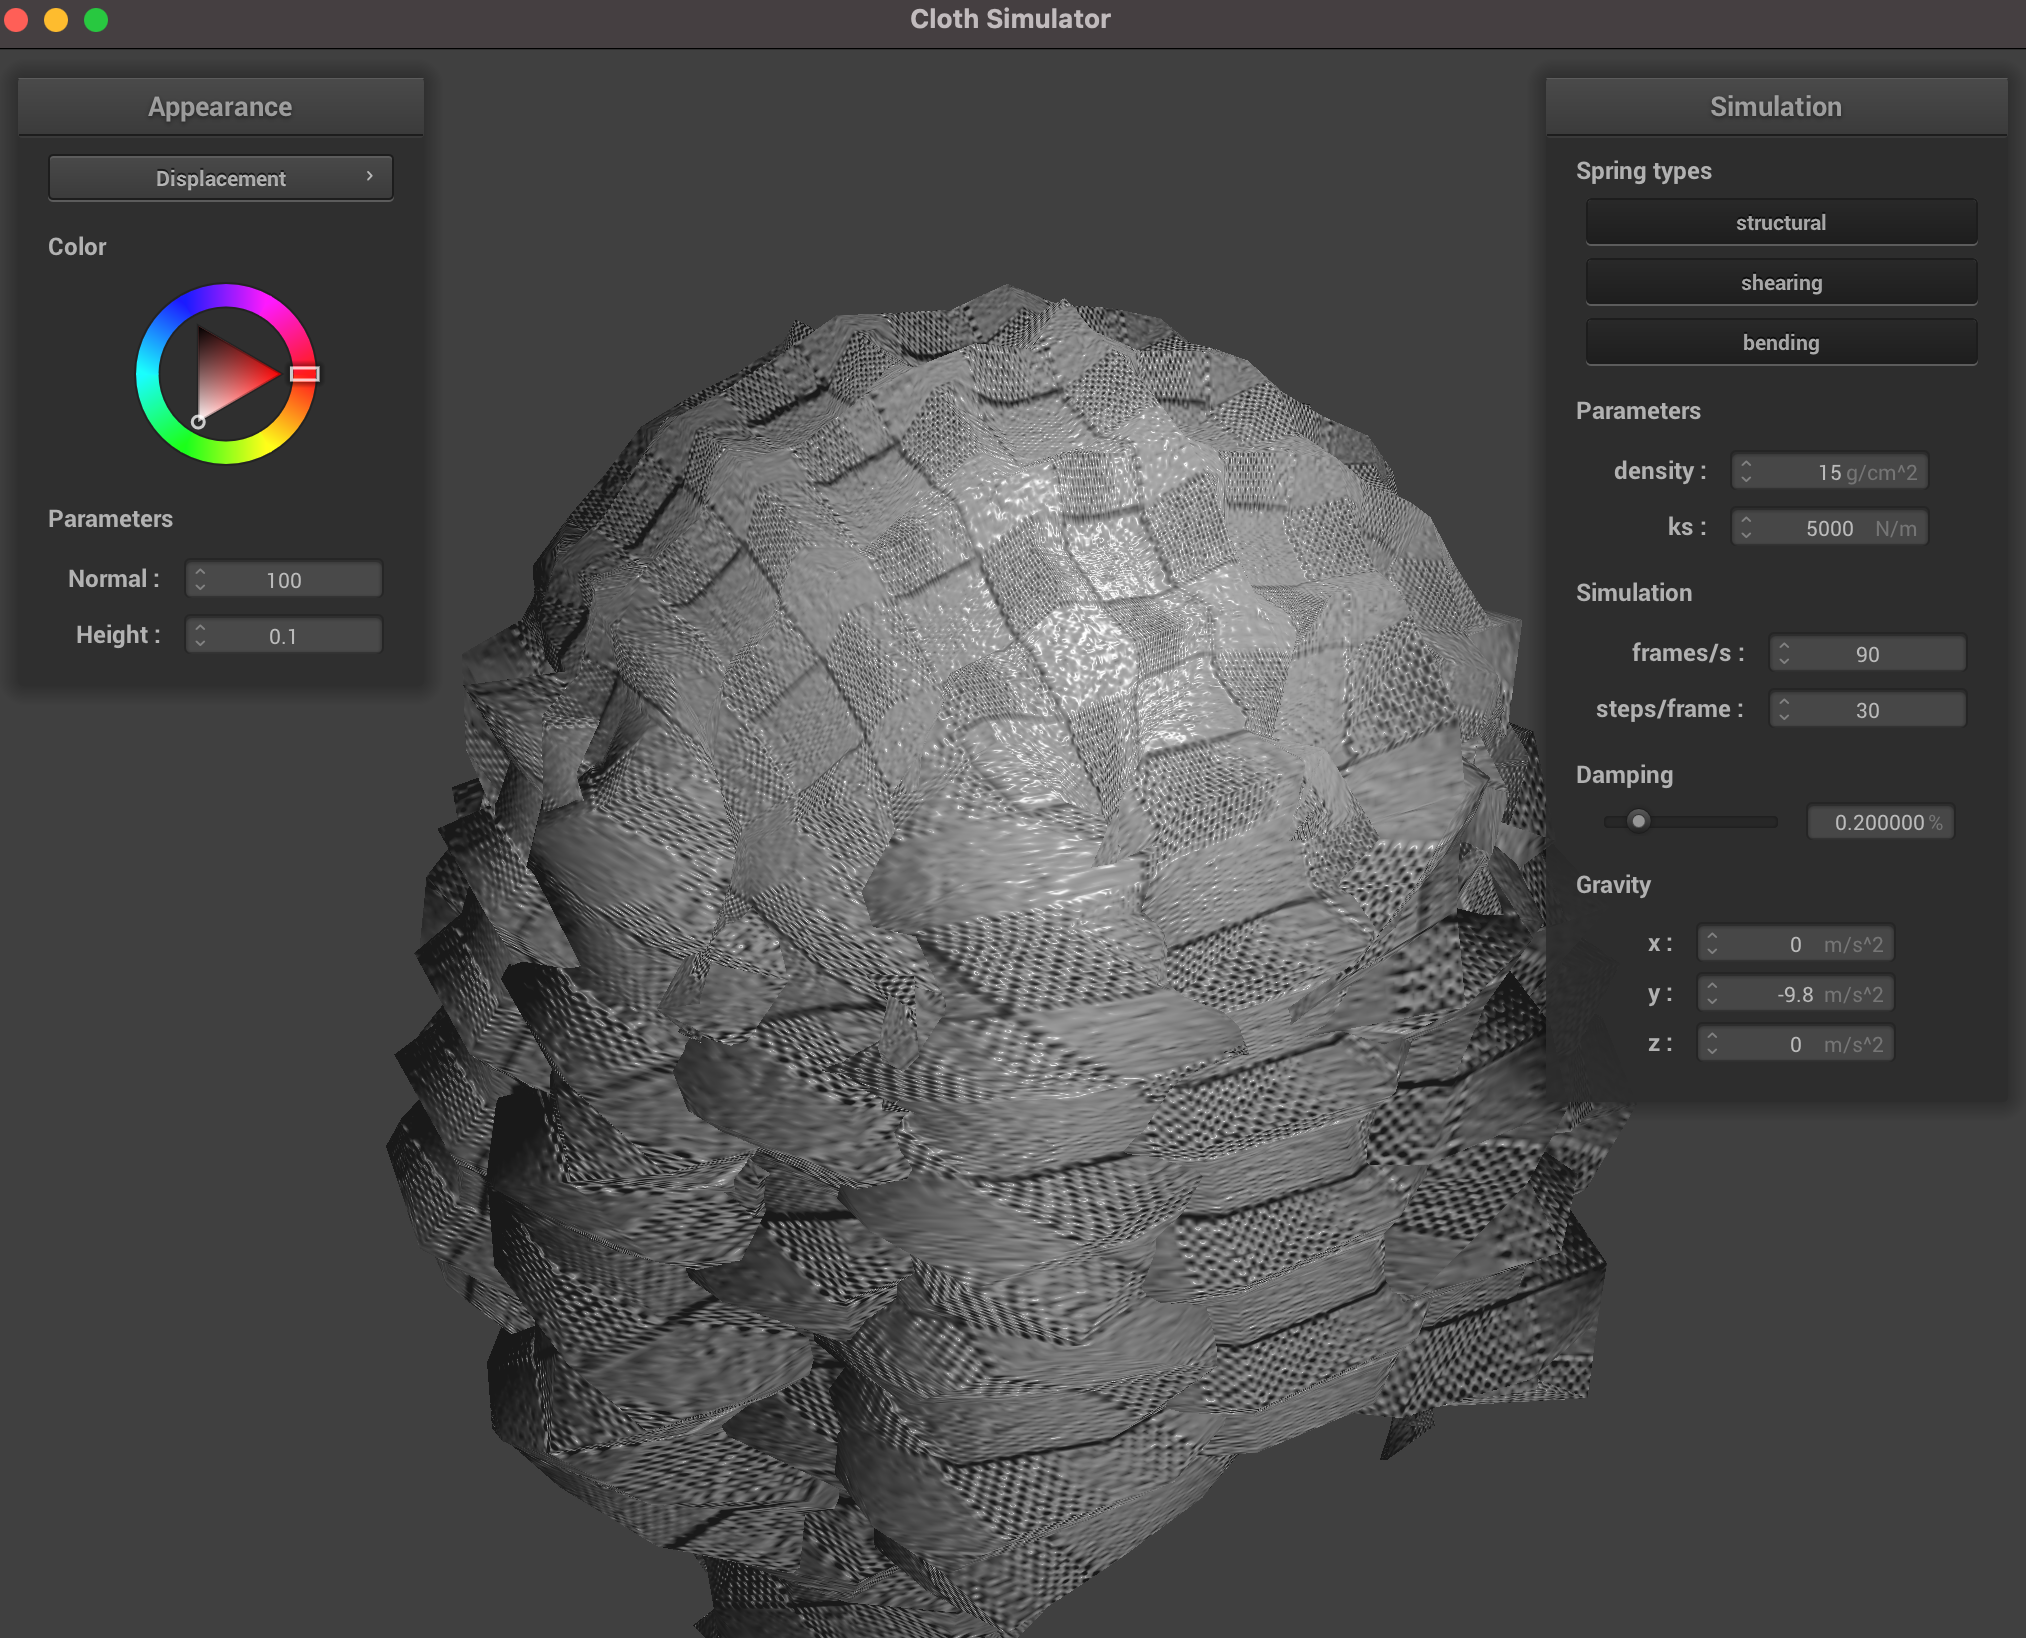 Cloth Simulator
Appearance
Displacement
Color
Parameters
Normal : 100
Height : 0.1
Simulation
Spring types
structural
shearing
bending
Parameters
density : 15 g/cm^2
ks : 5000 N/m
Simulation
frames/s : 90
steps/frame : 30
Damping
0.200000 %
Gravity
x : 0 m/s^2
y : -9.8 m/s^2
z : 0 m/s^2